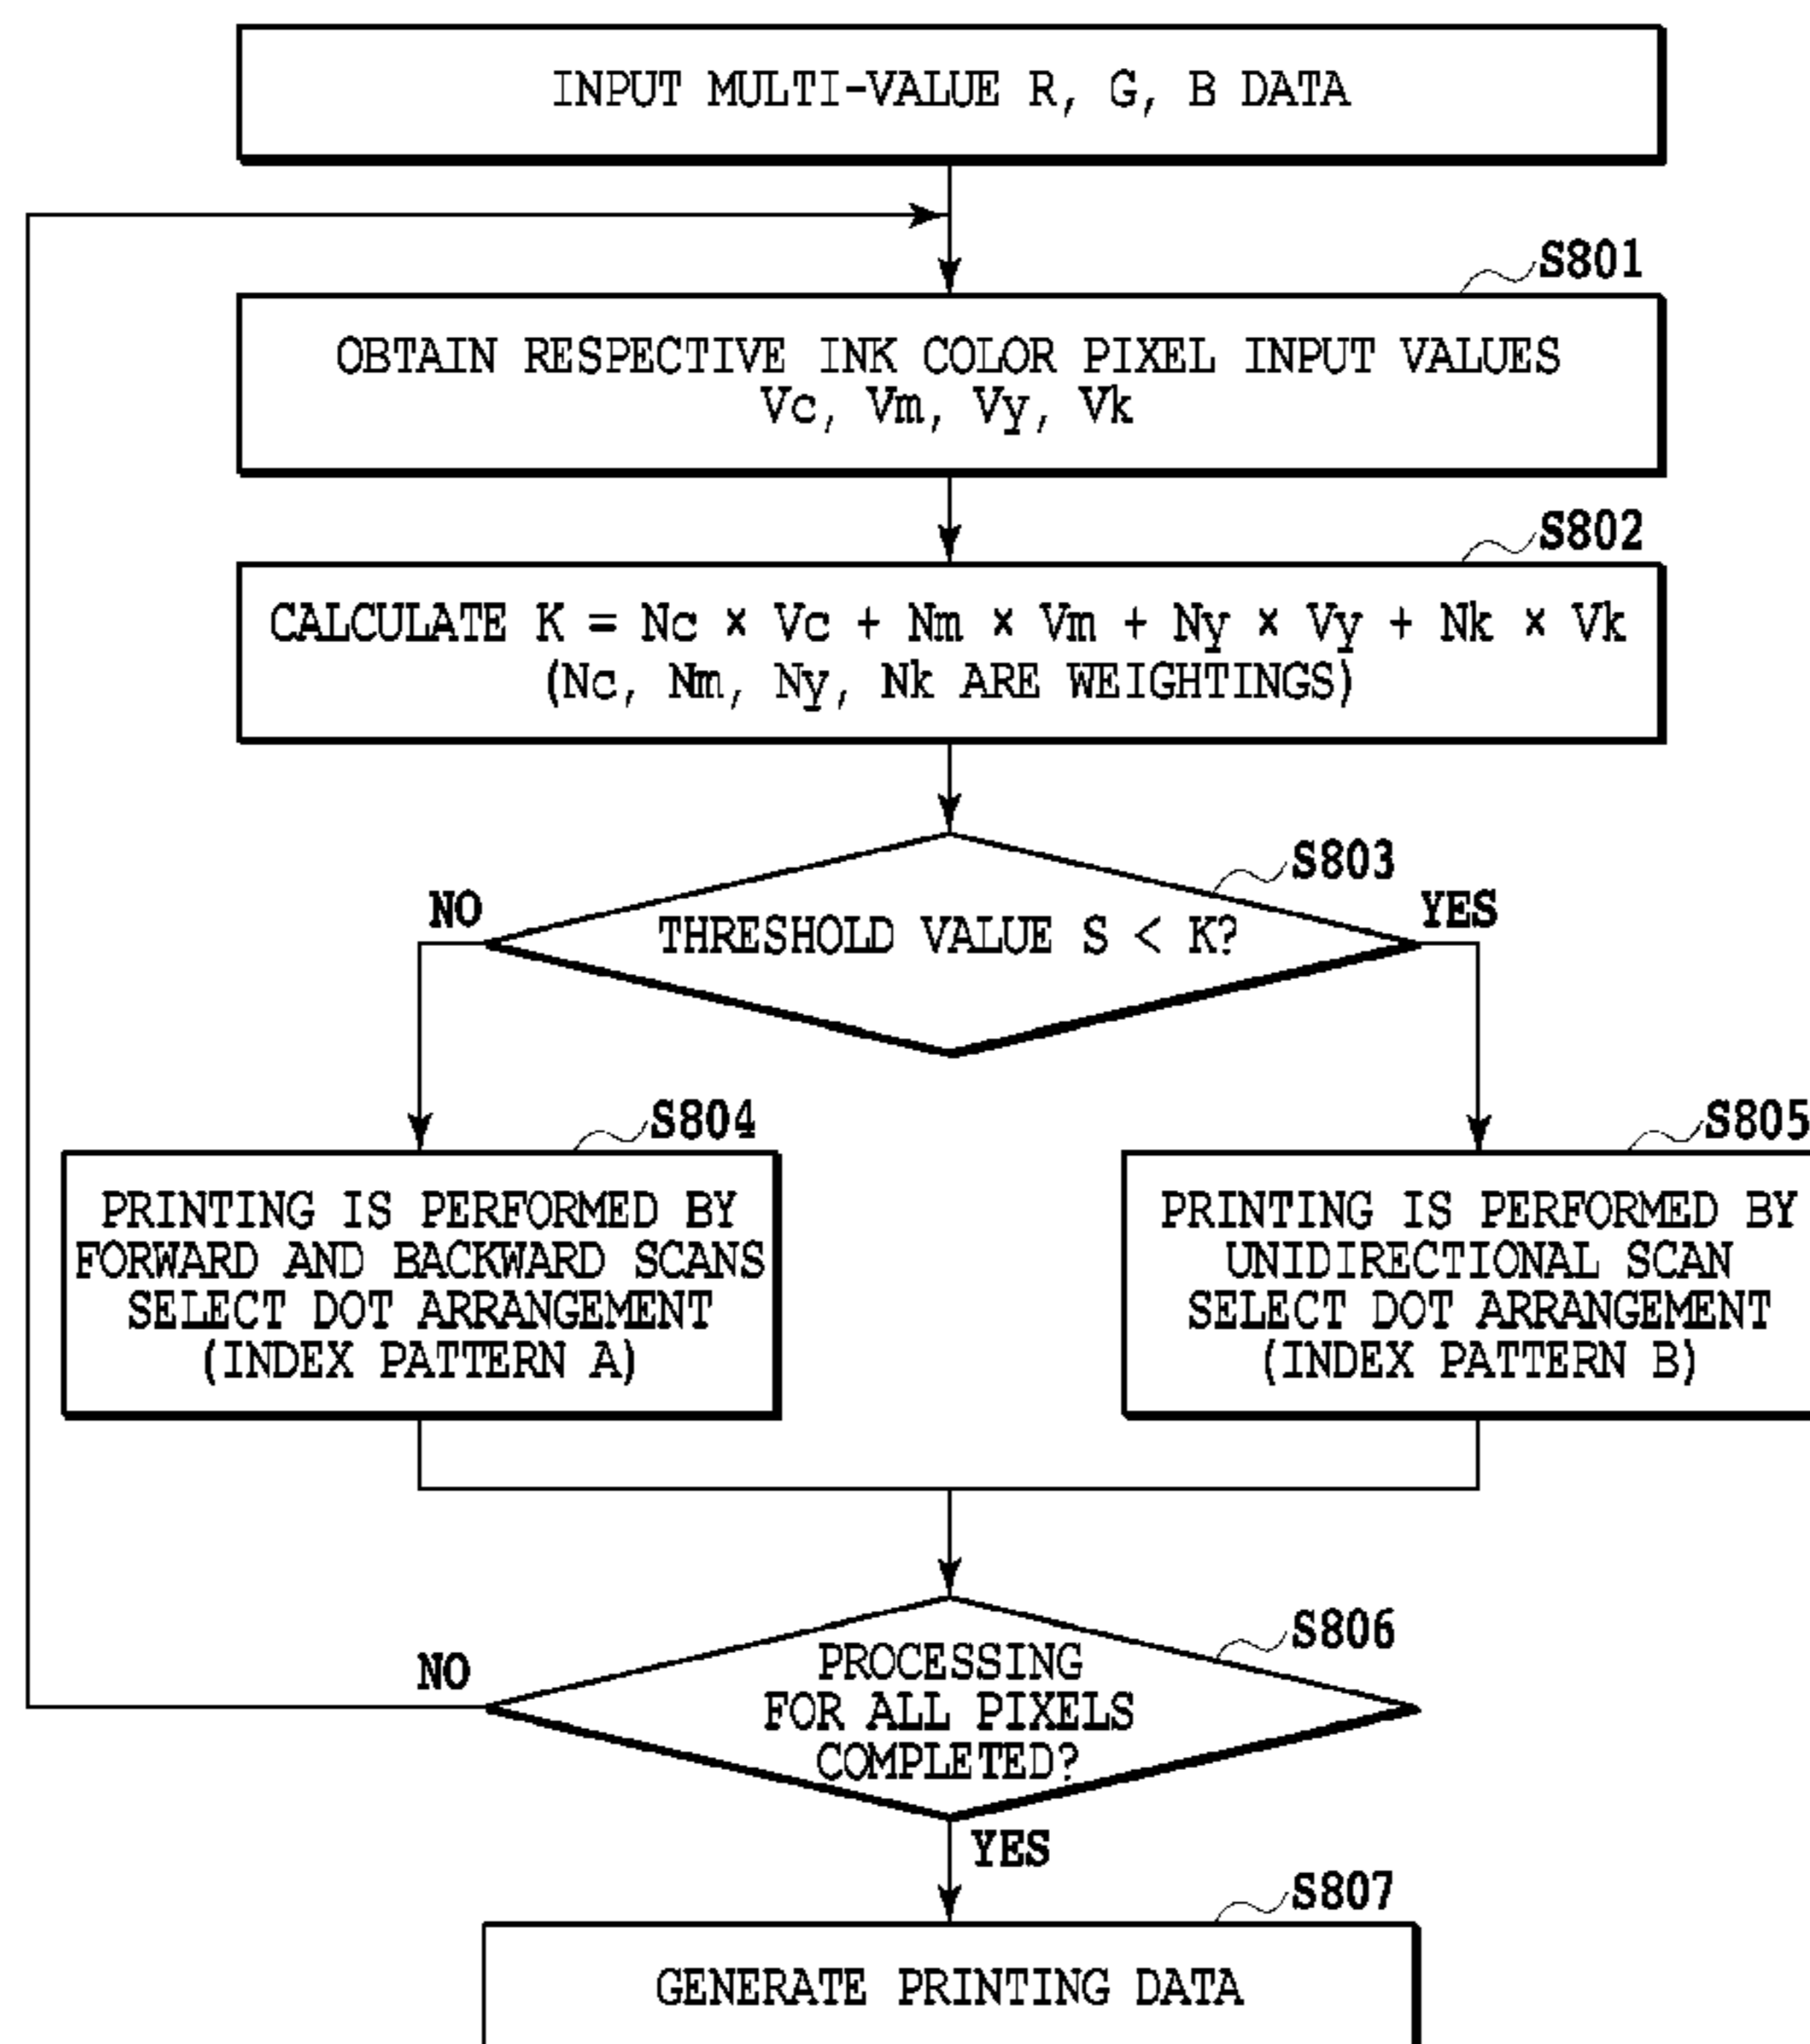 INPUT MULTI-VALUE R, G, B DATA
S801
OBTAIN RESPECTIVE INK COLOR PIXEL INPUT VALUES
Vc, Vm, Vy, Vk
S802
CALCULATE K = Nc × Vc + Nm × Vm + Ny × Vy + Nk × Vk
(Nc, Nm, Ny, Nk ARE WEIGHTINGS)
S803
NO
YES
THRESHOLD VALUE S < K?
S804
PRINTING IS PERFORMED BY
FORWARD AND BACKWARD SCANS
SELECT DOT ARRANGEMENT
(INDEX PATTERN A)
S805
PRINTING IS PERFORMED BY
UNIDIRECTIONAL SCAN
SELECT DOT ARRANGEMENT
(INDEX PATTERN B)
S806
NO
PROCESSING
FOR ALL PIXELS
COMPLETED?
YES
S807
GENERATE PRINTING DATA